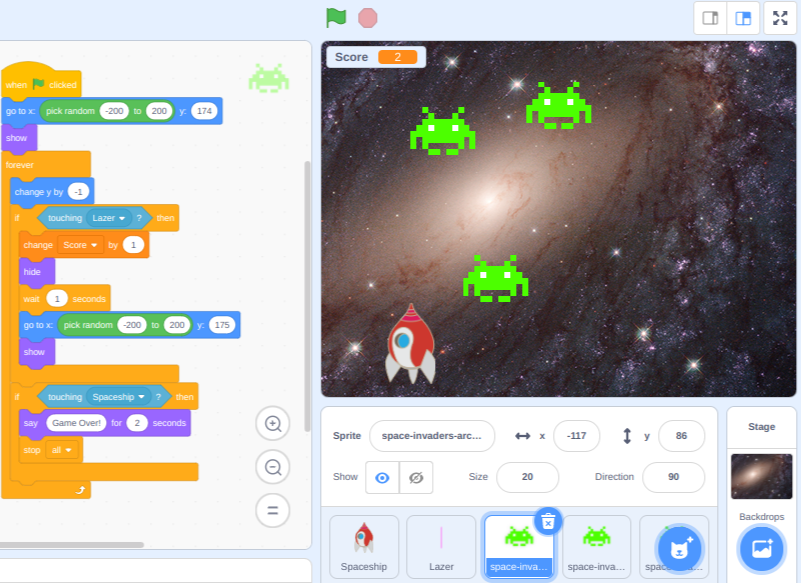 when clicked
go to x: pick random -200 to 200 y: 174
show
forever
change y by -1
if touching Lazer ? then
change Score by 1
hide
wait 1 seconds
go to x: pick random -200 to 200 y: 175
show
if touching Spaceship ? then
say Game Over! for 2 seconds
stop all
Score 2
Sprite space-invaders-arc... x -117 y 86
Show Size 20 Direction 90
Spaceship
Lazer
space-inva...
space-inva...
Stage
Backdrops